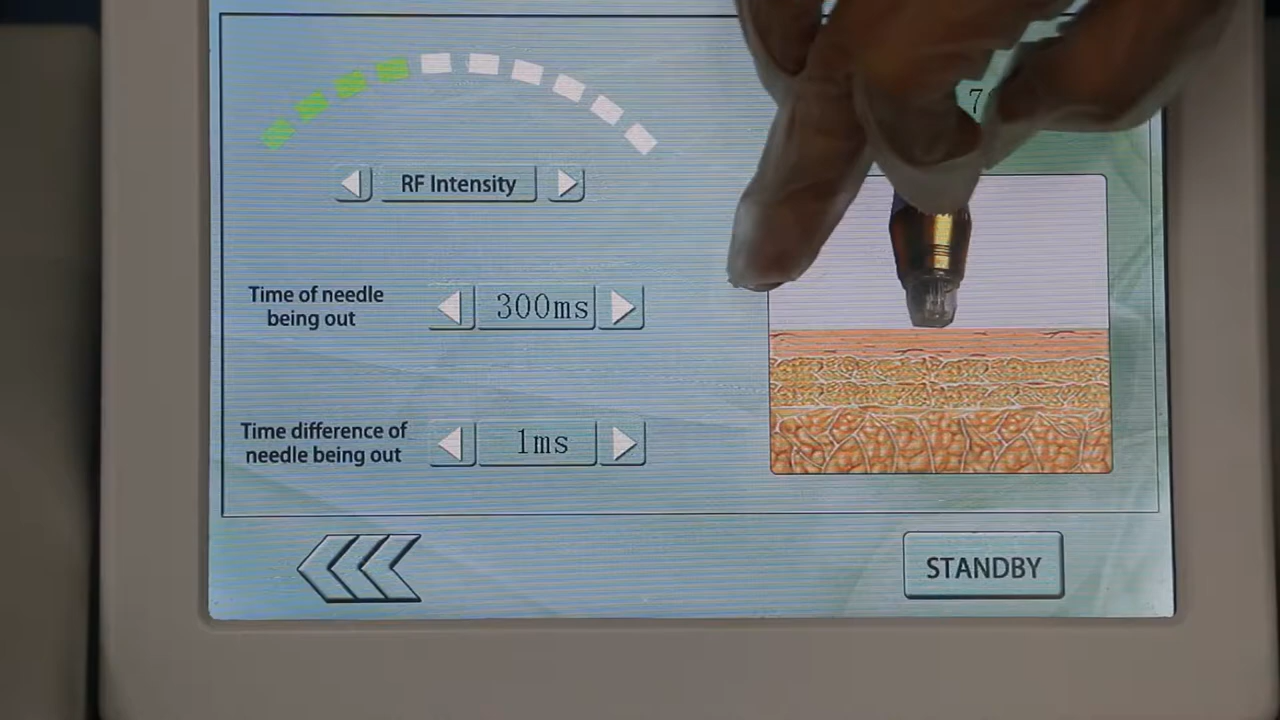 RF Intensity
Time of needle
being out
300ms
Time difference of
needle being out
1ms
STANDBY